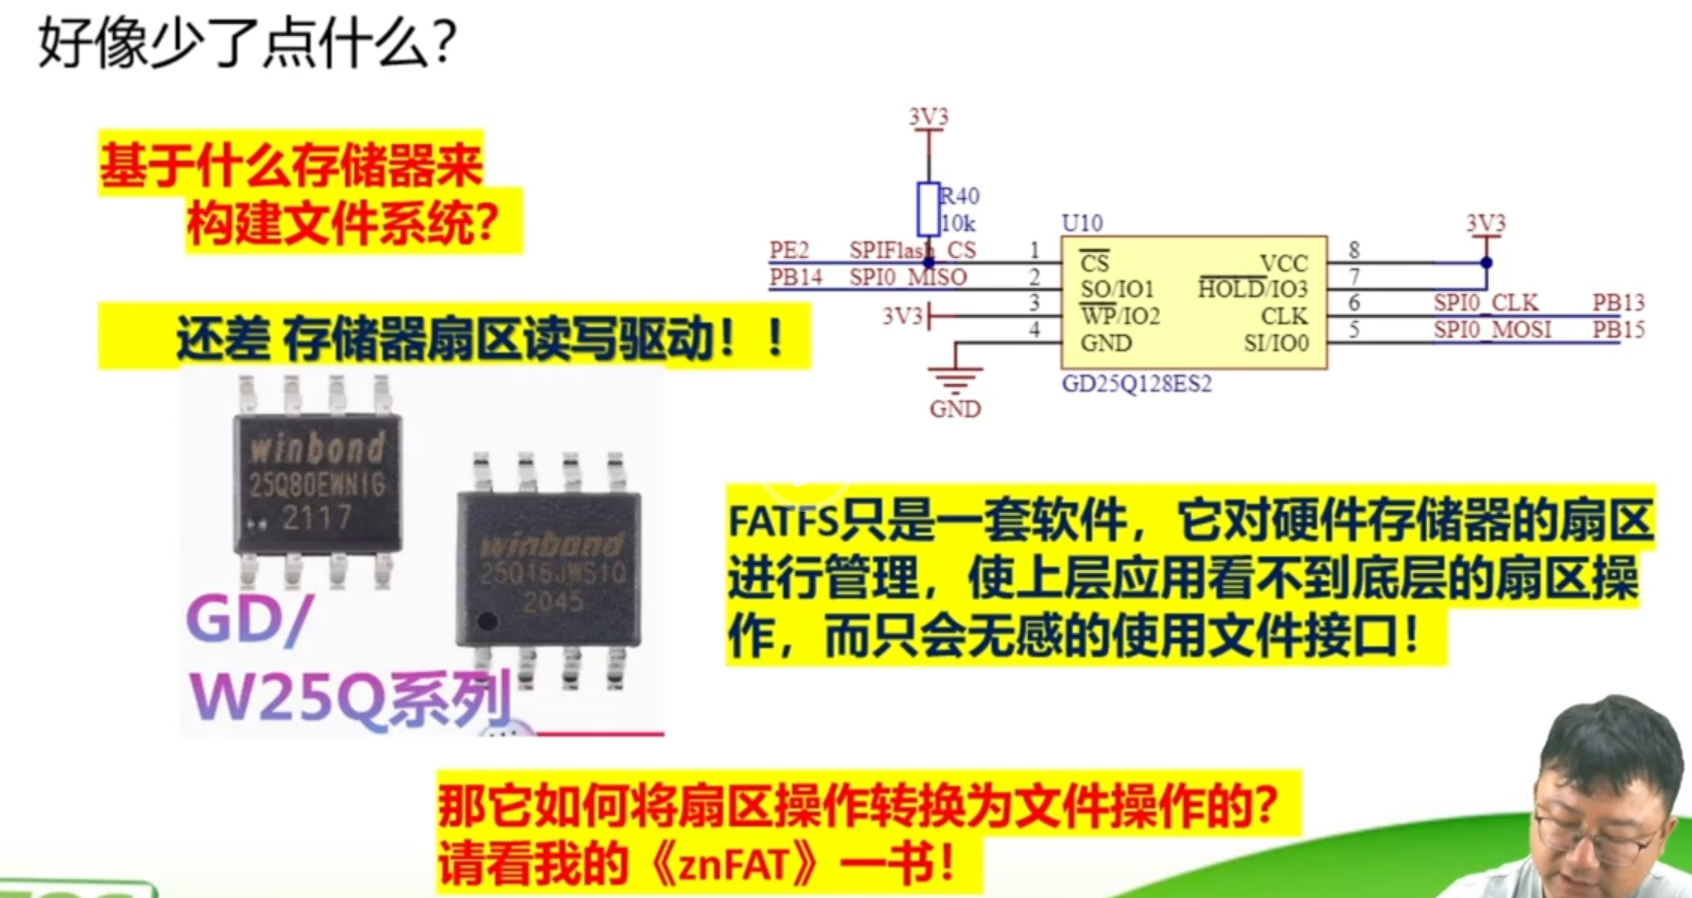 好像少了点什么？
基于什么存储器来
构建文件系统？
还差 存储器扇区读写驱动！！
3V3
R40
10k
U10
3V3
PE2 SPIFlash_CS 1 CS VCC 8
PB14 SPI0_MISO 2 SO/IO1 HOLD/IO3 7
3V3 3 WP/IO2 CLK 6 SPI0_CLK PB13
4 GND SI/IO0 5 SPI0_MOSI PB15
GD25Q128ES2
GND
winbond
25Q80EWNIG
2117
winbond
25Q16JWSIQ
2045
GD/
W25Q系列
FATFS只是一套软件，它对硬件存储器的扇区
进行管理，使上层应用看不到底层的扇区操
作，而只会无感的使用文件接口！
那它如何将扇区操作转换为文件操作的？
请看我的《znFAT》一书！